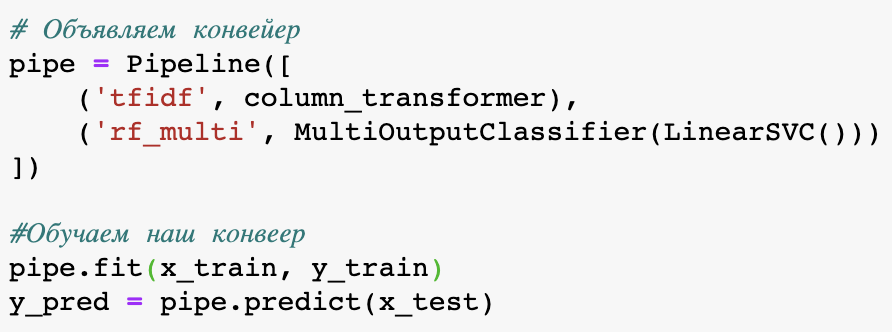 # Объявляем конвейер
pipe = Pipeline([
    ('tfidf', column_transformer),
    ('rf_multi', MultiOutputClassifier(LinearSVC()))
])
#Обучаем наш конвеер
pipe.fit(x_train, y_train)
y_pred = pipe.predict(x_test)